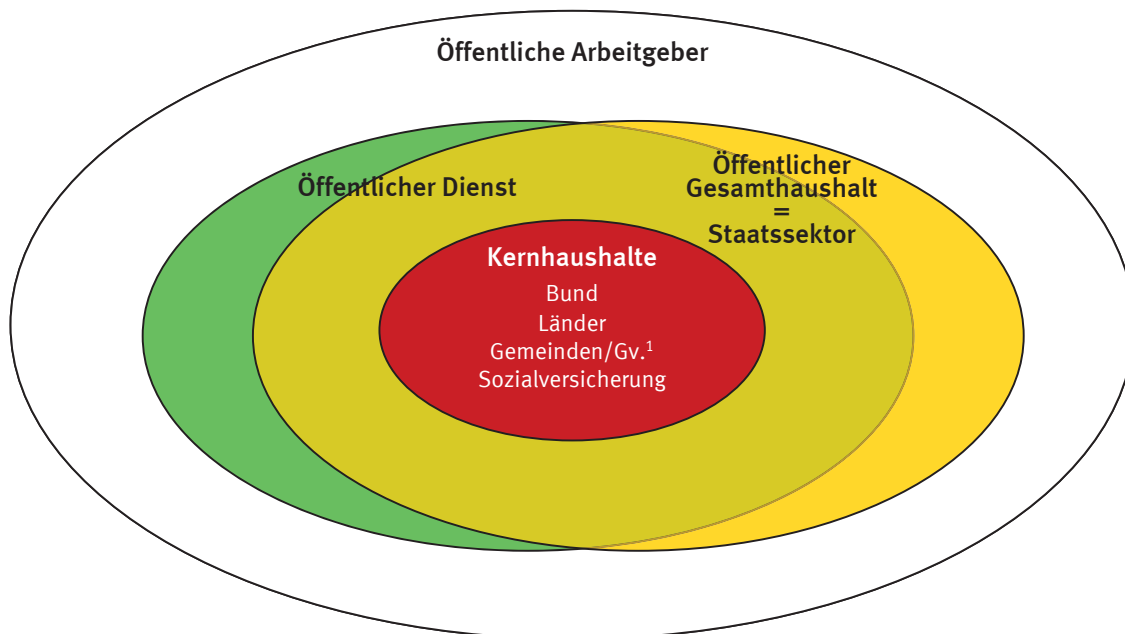 Öffentliche Arbeitgeber
Öffentlicher Dienst
Öffentlicher
Gesamthaushalt
=
Staatssektor
Kernhaushalte
Bund
Länder
Gemeinden/Gv.¹
Sozialversicherung